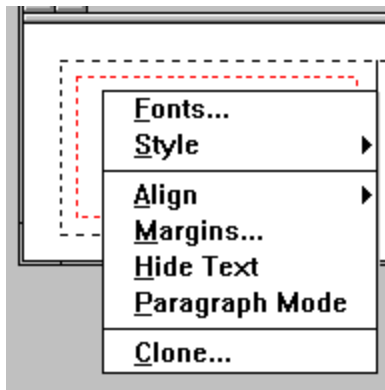 Fonts...
Style
Align
Margins...
Hide Text
Paragraph Mode
Clone...